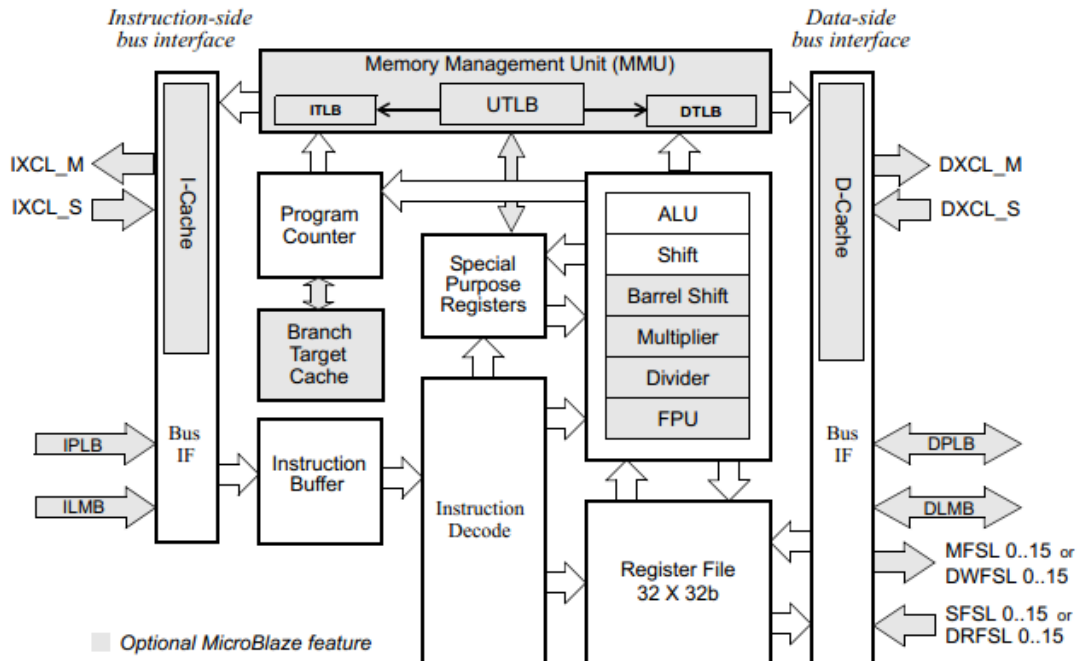 Instruction-side
bus interface
Data-side
bus interface
Memory Management Unit (MMU)
ITLB
UTLB
DTLB
IXCL_M
IXCL_S
I-Cache
Program
Counter
Special
Purpose
Registers
ALU
Shift
Barrel Shift
Multiplier
Divider
FPU
D-Cache
DXCL_M
DXCL_S
Branch
Target
Cache
IPLB
ILMB
Bus
IF
Instruction
Buffer
Instruction
Decode
Register File
32 X 32b
Bus
IF
DPLB
DLMB
MFSL 0..15 or
DWFSL 0..15
SFSL 0..15 or
DRFSL 0..15
Optional MicroBlaze feature